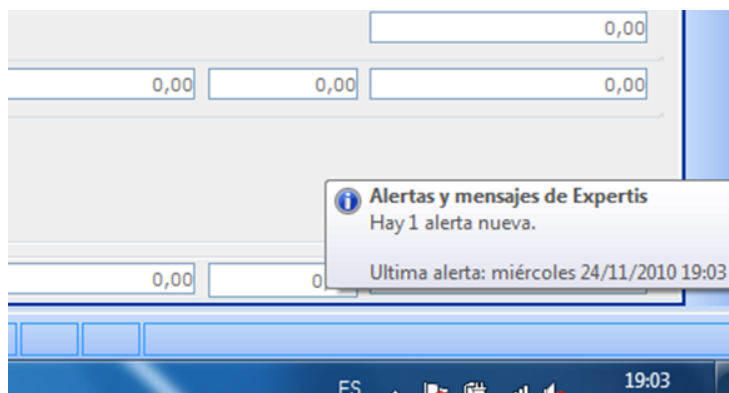 0,00
0,00 0,00 0,00
Alertas y mensajes de Expertis
Hay 1 alerta nueva.
Ultima alerta: miércoles 24/11/2010 19:03
0,00
ES 19:03